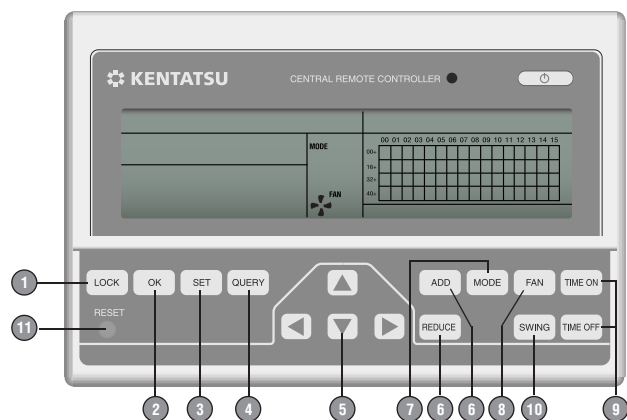 KENTATSU CENTRAL REMOTE CONTROLLER
00 01 02 03 04 05 06 07 08 09 10 11 12 13 14 15
MODE
00+
16+
32+
40+
FAN
1 LOCK OK SET QUERY ADD MODE FAN TIME ON
11 RESET
REDUCE SWING TIME OFF
2 3 4 5 7 6 6 8 10 9